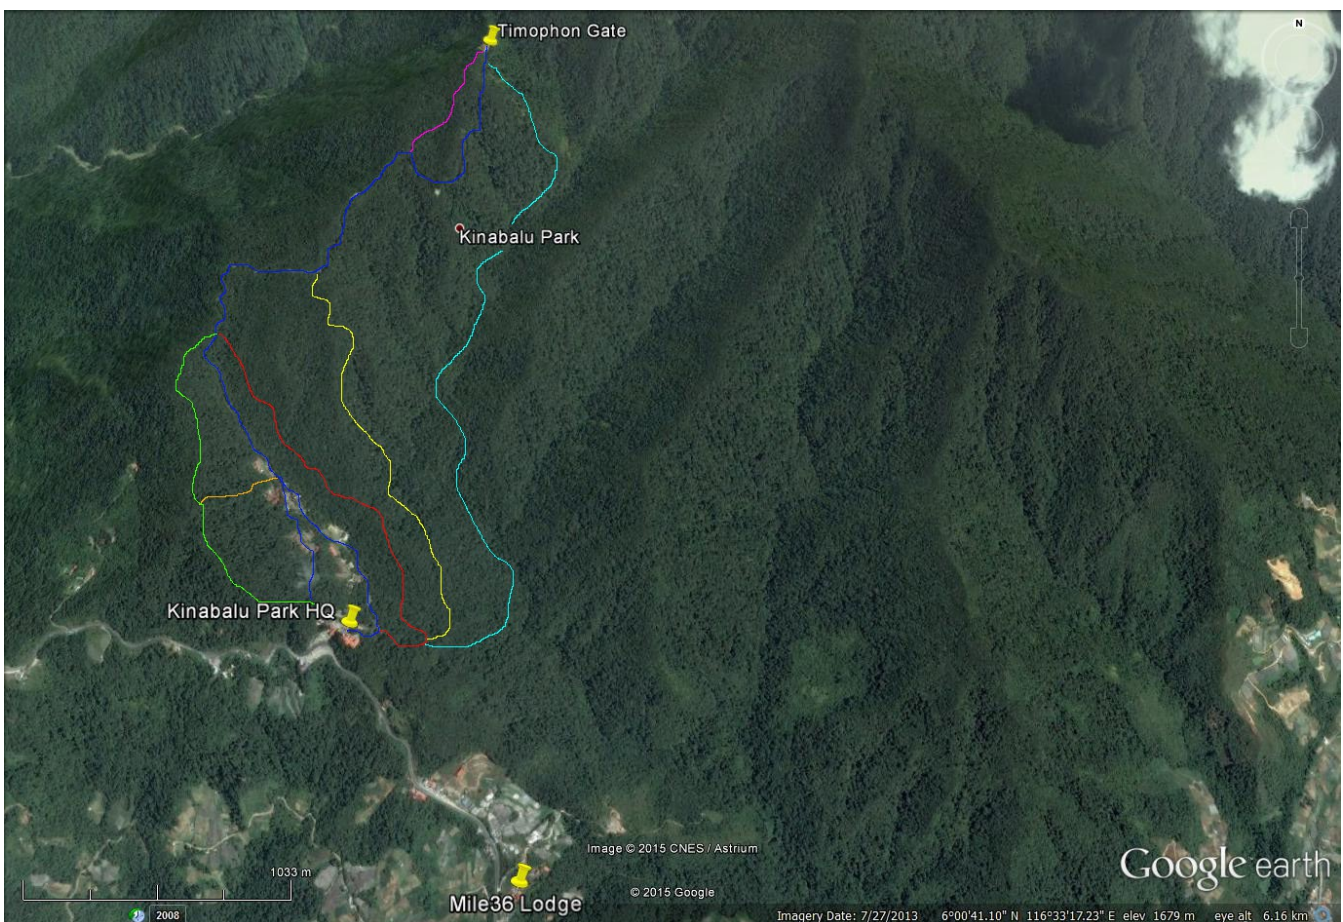 Timophon Gate
N
Kinabalu Park
Kinabalu Park HQ
Image © 2015 CNES / Astrium
1033 m
© 2015 Google
Google earth
Mile36 Lodge
2008
Imagery Date: 7/27/2013 6°00'41.10" N 116°33'17.23" E elev 1679 m eye alt 6.16 km